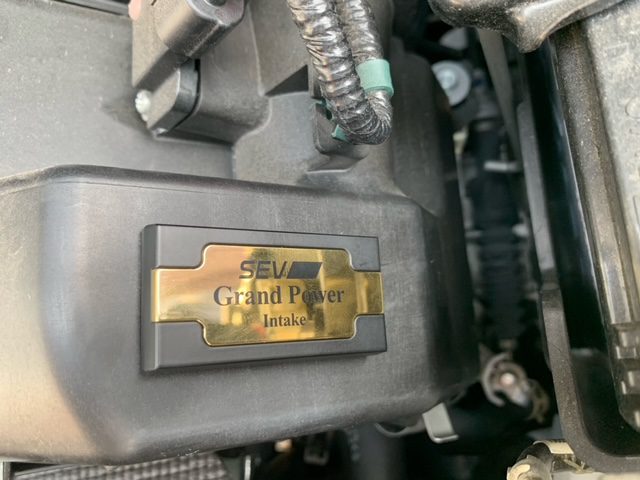 SEV
Grand Power
Intake